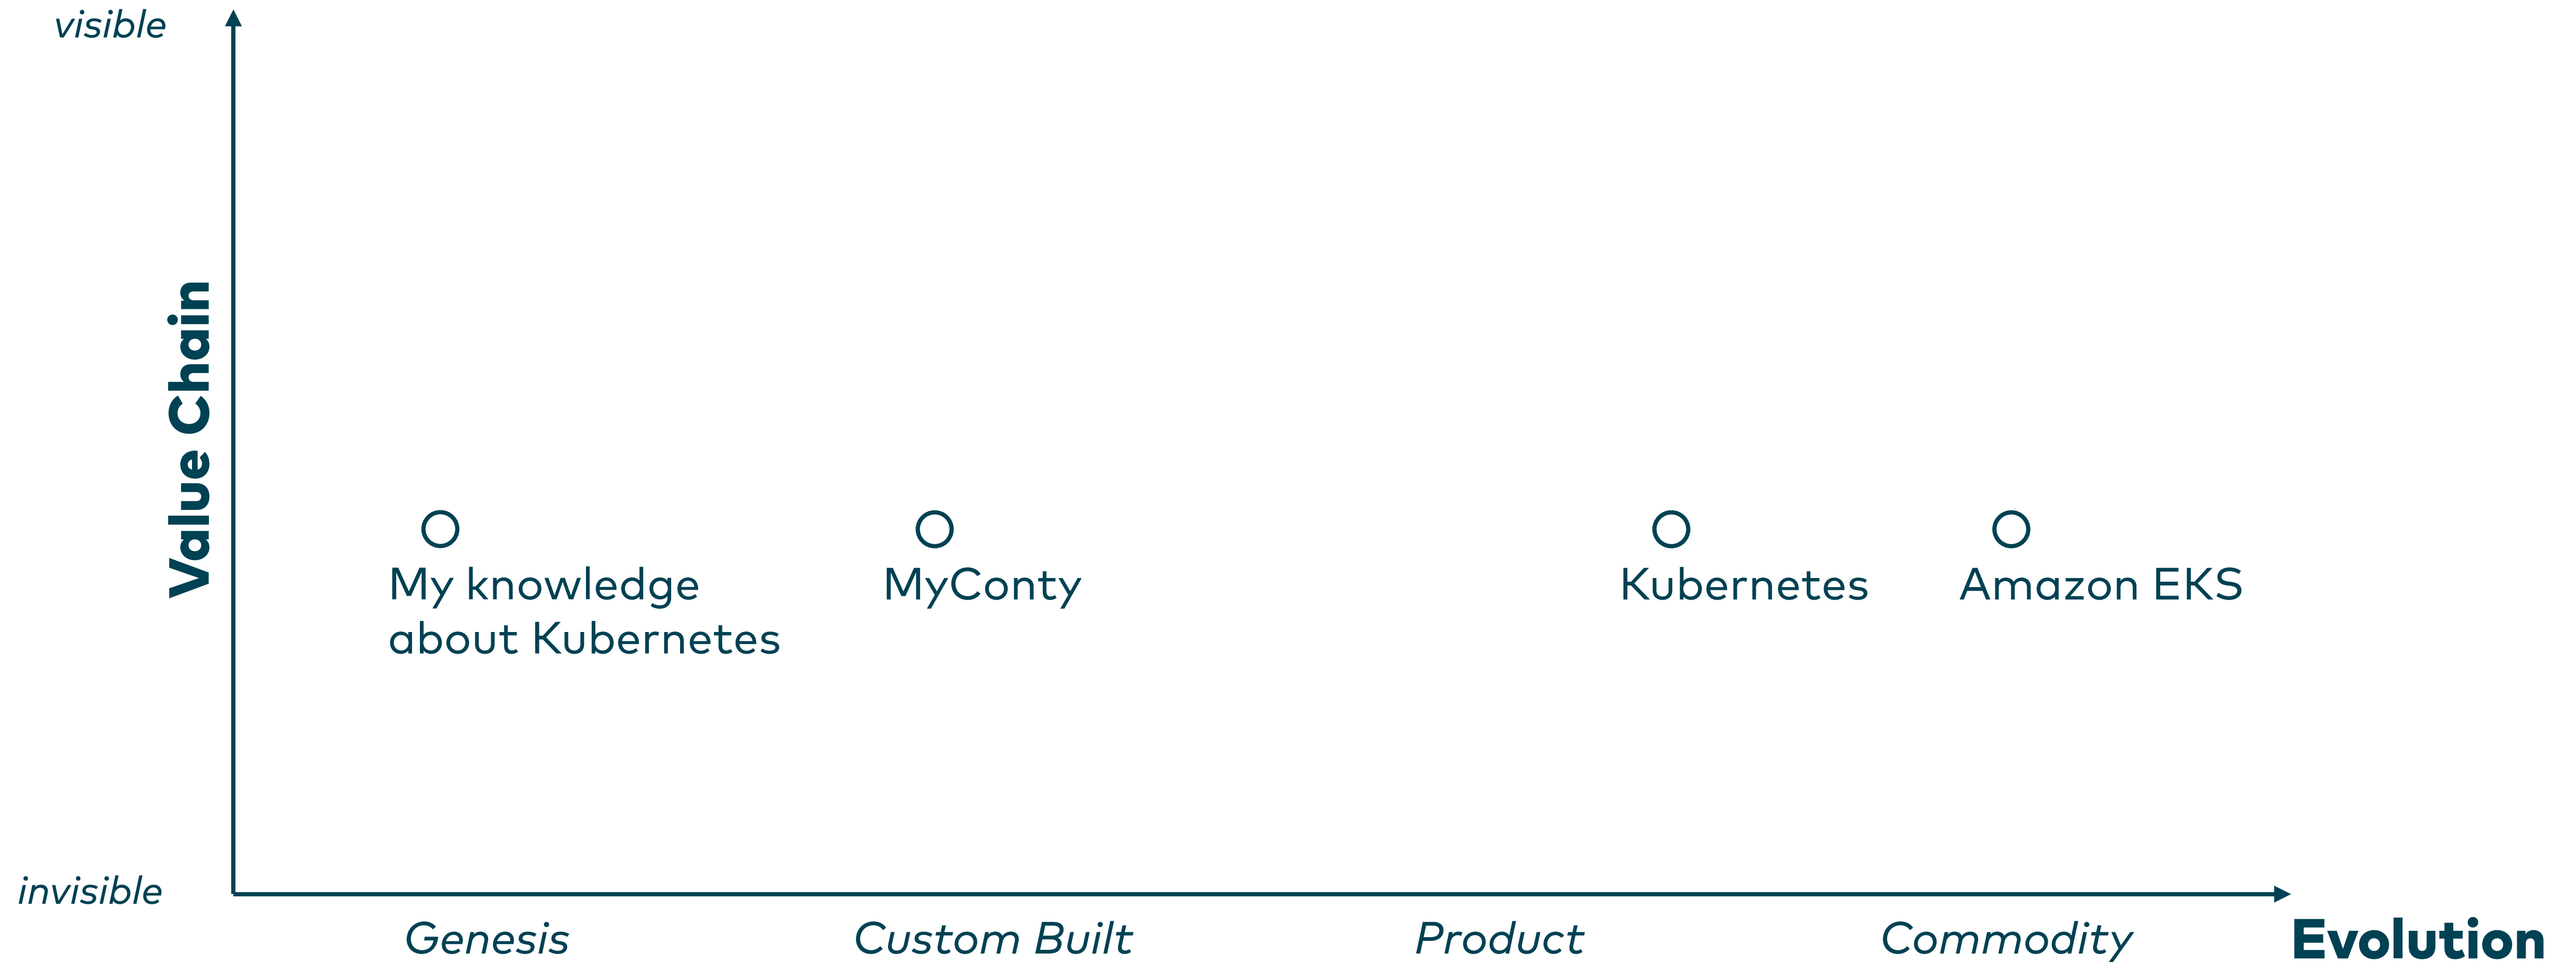 visible
Value Chain
My knowledge
about Kubernetes
MyConty
Kubernetes
Amazon EKS
invisible
Genesis
Custom Built
Product
Commodity
Evolution